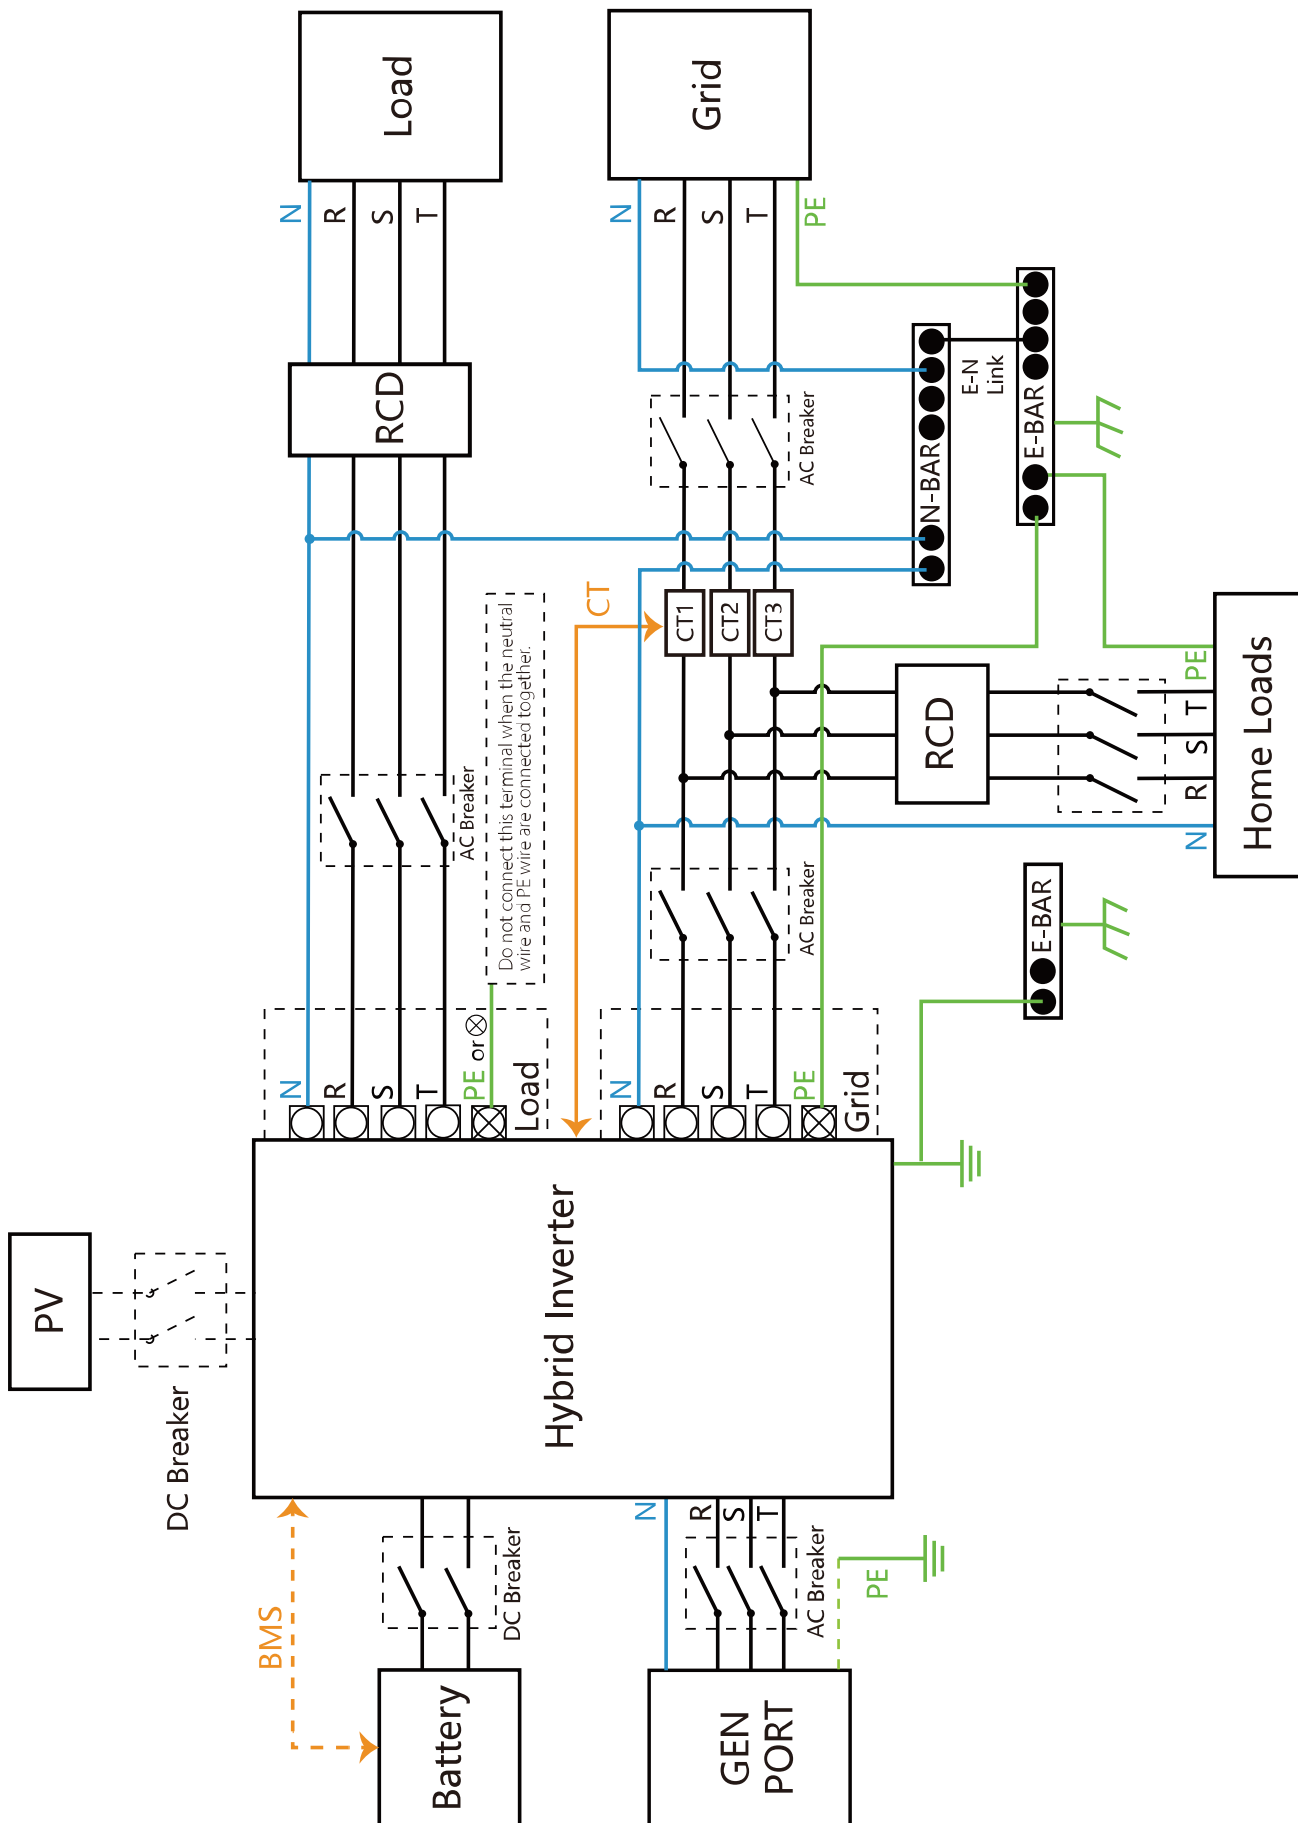 Load
Grid
N
R
S
T
N
R
S
T
PE
RCD
E-N
Link
AC Breaker
N-BAR
E-BAR
CT
CT1
CT2
CT3
Do not connect this terminal when the neutral
wire and PE wire are connected together.
AC Breaker
RCD
PE
T
S
R
N
Home Loads
AC Breaker
E-BAR
N
R
S
T
PE or
Load
N
R
S
T
PE
Grid
Hybrid Inverter
PV
DC Breaker
BMS
DC Breaker
Battery
N
R
S
T
AC Breaker
PE
GEN
PORT